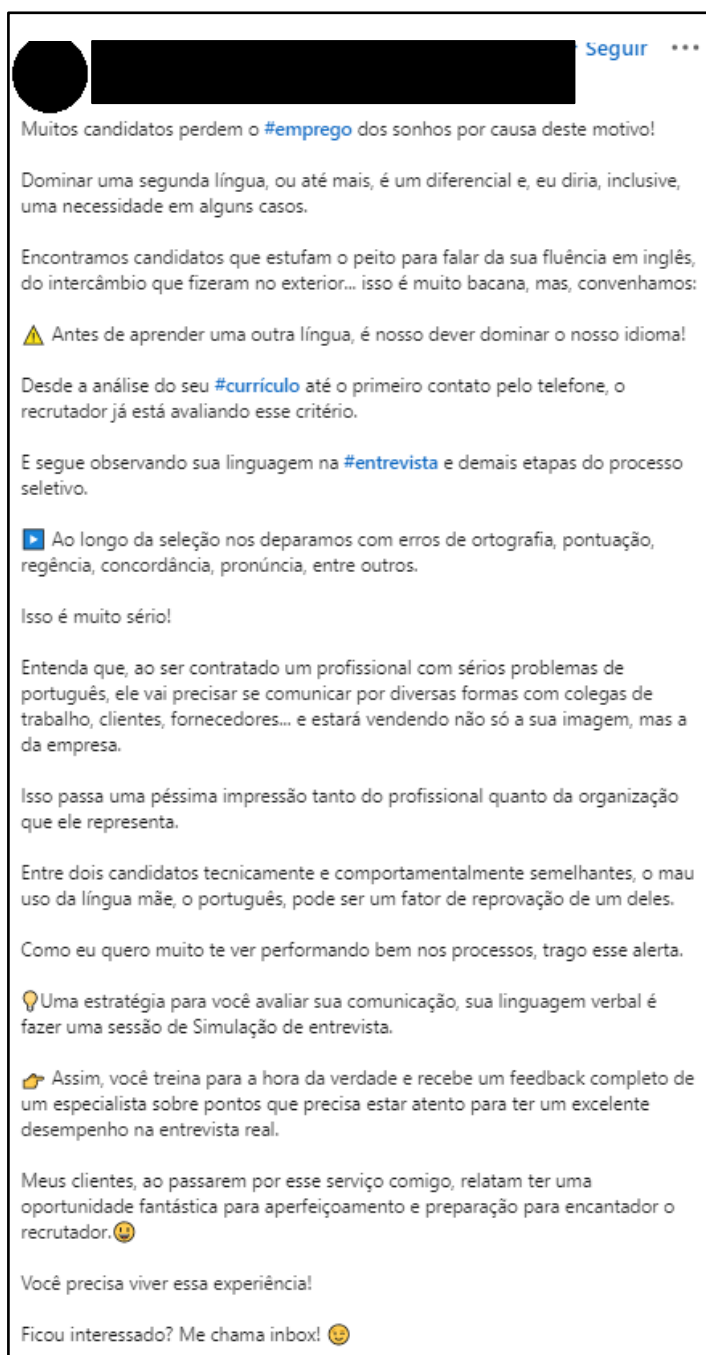 Seguir
Muitos candidatos perdem o #emprego dos sonhos por causa deste motivo!
Dominar uma segunda língua, ou até mais, é um diferencial e, eu diria, inclusive,
uma necessidade em alguns casos.
Encontramos candidatos que estufam o peito para falar da sua fluência em inglês,
do intercâmbio que fizeram no exterior... isso é muito bacana, mas, convenhamos:
⚠️ Antes de aprender uma outra língua, é nosso dever dominar o nosso idioma!
Desde a análise do seu #currículo até o primeiro contato pelo telefone, o
recrutador já está avaliando esse critério.
E segue observando sua linguagem na #entrevista e demais etapas do processo
seletivo.
▶️ Ao longo da seleção nos deparamos com erros de ortografia, pontuação,
regência, concordância, pronúncia, entre outros.
Isso é muito sério!
Entenda que, ao ser contratado um profissional com sérios problemas de
português, ele vai precisar se comunicar por diversas formas com colegas de
trabalho, clientes, fornecedores... e estará vendendo não só a sua imagem, mas a
da empresa.
Isso passa uma péssima impressão tanto do profissional quanto da organização
que ele representa.
Entre dois candidatos tecnicamente e comportamentalmente semelhantes, o mau
uso da língua mãe, o português, pode ser um fator de reprovação de um deles.
Como eu quero muito te ver performando bem nos processos, trago esse alerta.
💡Uma estratégia para você avaliar sua comunicação, sua linguagem verbal é
fazer uma sessão de Simulação de entrevista.
👉 Assim, você treina para a hora da verdade e recebe um feedback completo de
um especialista sobre pontos que precisa estar atento para ter um excelente
desempenho na entrevista real.
Meus clientes, ao passarem por esse serviço comigo, relatam ter uma
oportunidade fantástica para aperfeiçoamento e preparação para encantador o
recrutador.😃
Você precisa viver essa experiência!
Ficou interessado? Me chama inbox! 😉